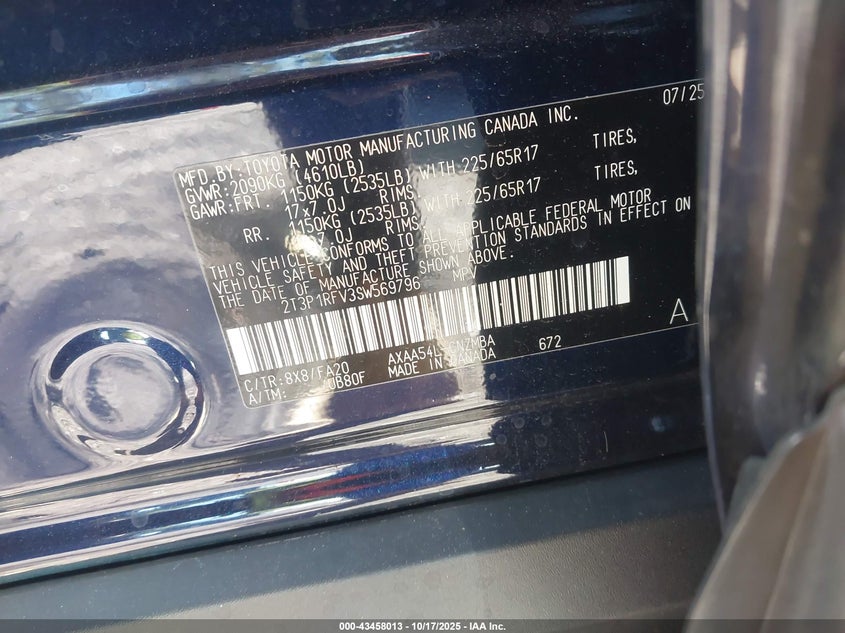 MFD.BY:TOYOTA MOTOR MANUFACTURING CANADA INC. 07/25
GVWR:2090KG (4610LB)
GAWR:FRT. 1150KG (2535LB) WITH 225/65R17 TIRES,
17x7.0J RIMS,
RR. 1150KG (2535LB) WITH 225/65R17 TIRES,
RIMS
THIS VEHICLE CONFORMS TO ALL APPLICABLE FEDERAL MOTOR
VEHICLE SAFETY AND THEFT PREVENTION STANDARDS IN EFFECT ON
THE DATE OF MANUFACTURE SHOWN ABOVE.
2T3P1RFV3SW569796 MPV
C/TR:8X8/FA20 AXAA54L 672
A/TM: MADE IN CANADA A
000-43458013 - 10/17/2025 - IAA Inc.